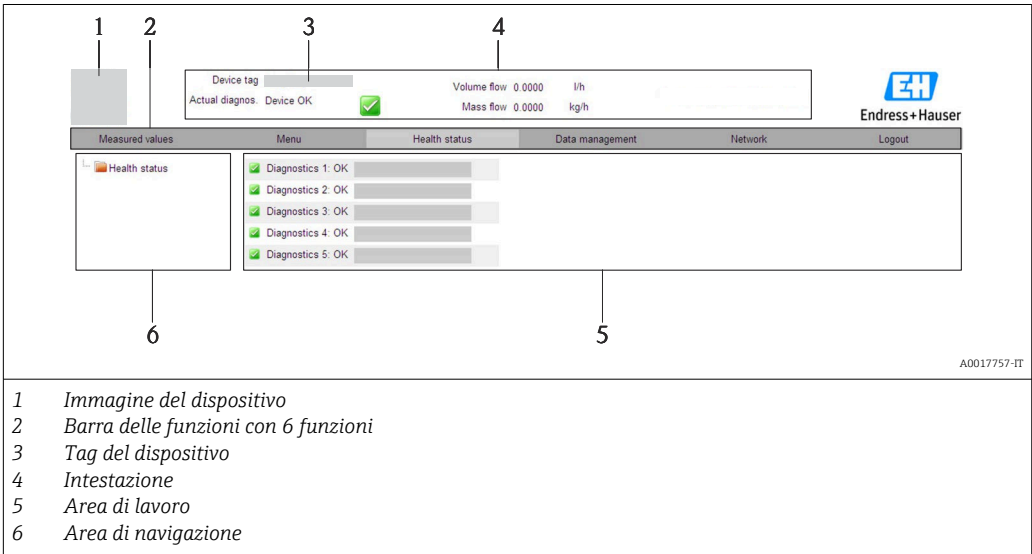 1 2 3 4
Device tag
Actual diagnos. Device OK
Volume flow 0.0000 l/h
Mass flow 0.0000 kg/h
EH
Endress+Hauser
Measured values Menu Health status Data management Network Logout
Health status
Diagnostics 1: OK
Diagnostics 2: OK
Diagnostics 3: OK
Diagnostics 4: OK
Diagnostics 5: OK
6 5
A0017757-IT
1 Immagine del dispositivo
2 Barra delle funzioni con 6 funzioni
3 Tag del dispositivo
4 Intestazione
5 Area di lavoro
6 Area di navigazione